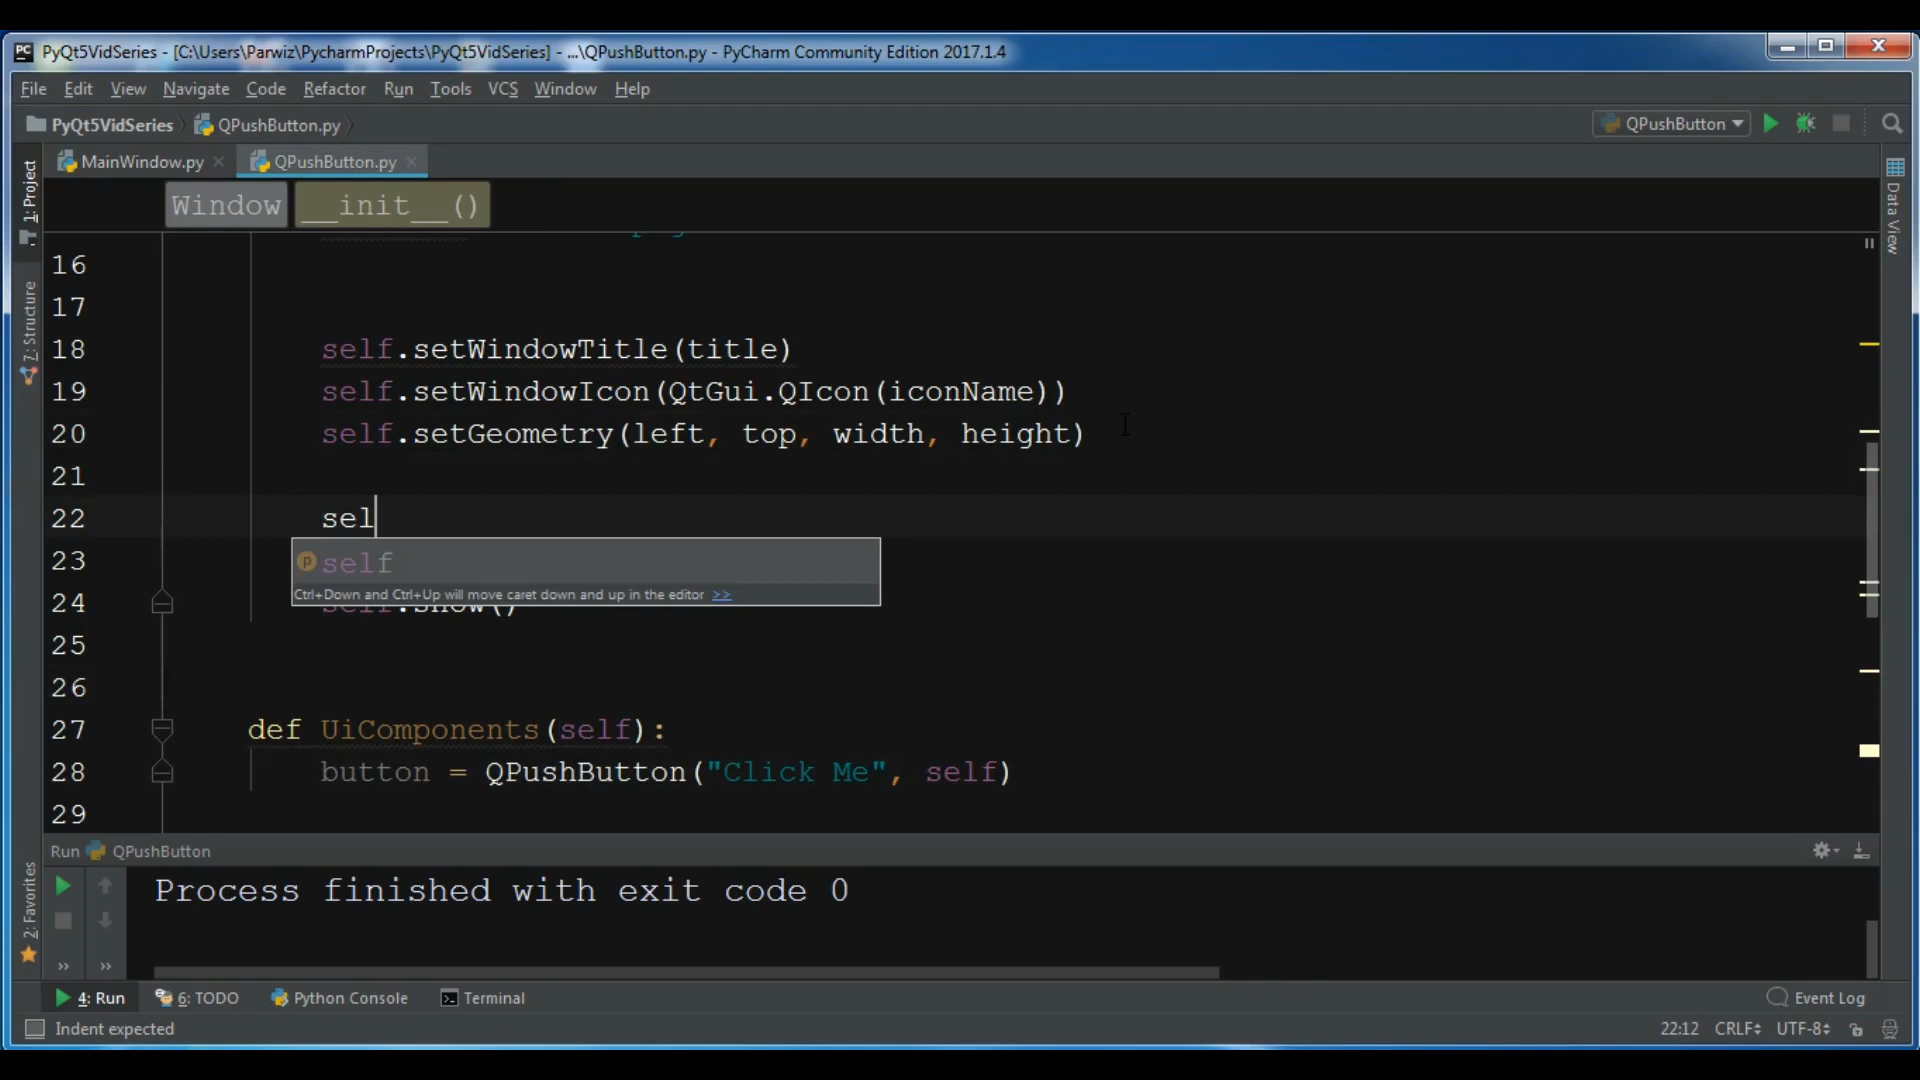 PyQt5VidSeries - [C:\Users\Parwiz\PycharmProjects\PyQt5VidSeries] - ...\QPushButton.py - PyCharm Community Edition 2017.1.4
File Edit View Navigate Code Refactor Run Tools VCS Window Help
PyQt5VidSeries QPushButton.py QPushButton
MainWindow.py QPushButton.py
1: Project
7: Structure
2: Favorites
Data View
Window __init__()
16
17
18 self.setWindowTitle(title)
19 self.setWindowIcon(QtGui.QIcon(iconName))
20 self.setGeometry(left, top, width, height)
21
22 sel
23 self
Ctrl+Down and Ctrl+Up will move caret down and up in the editor >>
24 self.show()
25
26
27 def UiComponents(self):
28 button = QPushButton("Click Me", self)
29
Run QPushButton
Process finished with exit code 0
4: Run 6: TODO Python Console Terminal Event Log
Indent expected 22:12 CRLF UTF-8